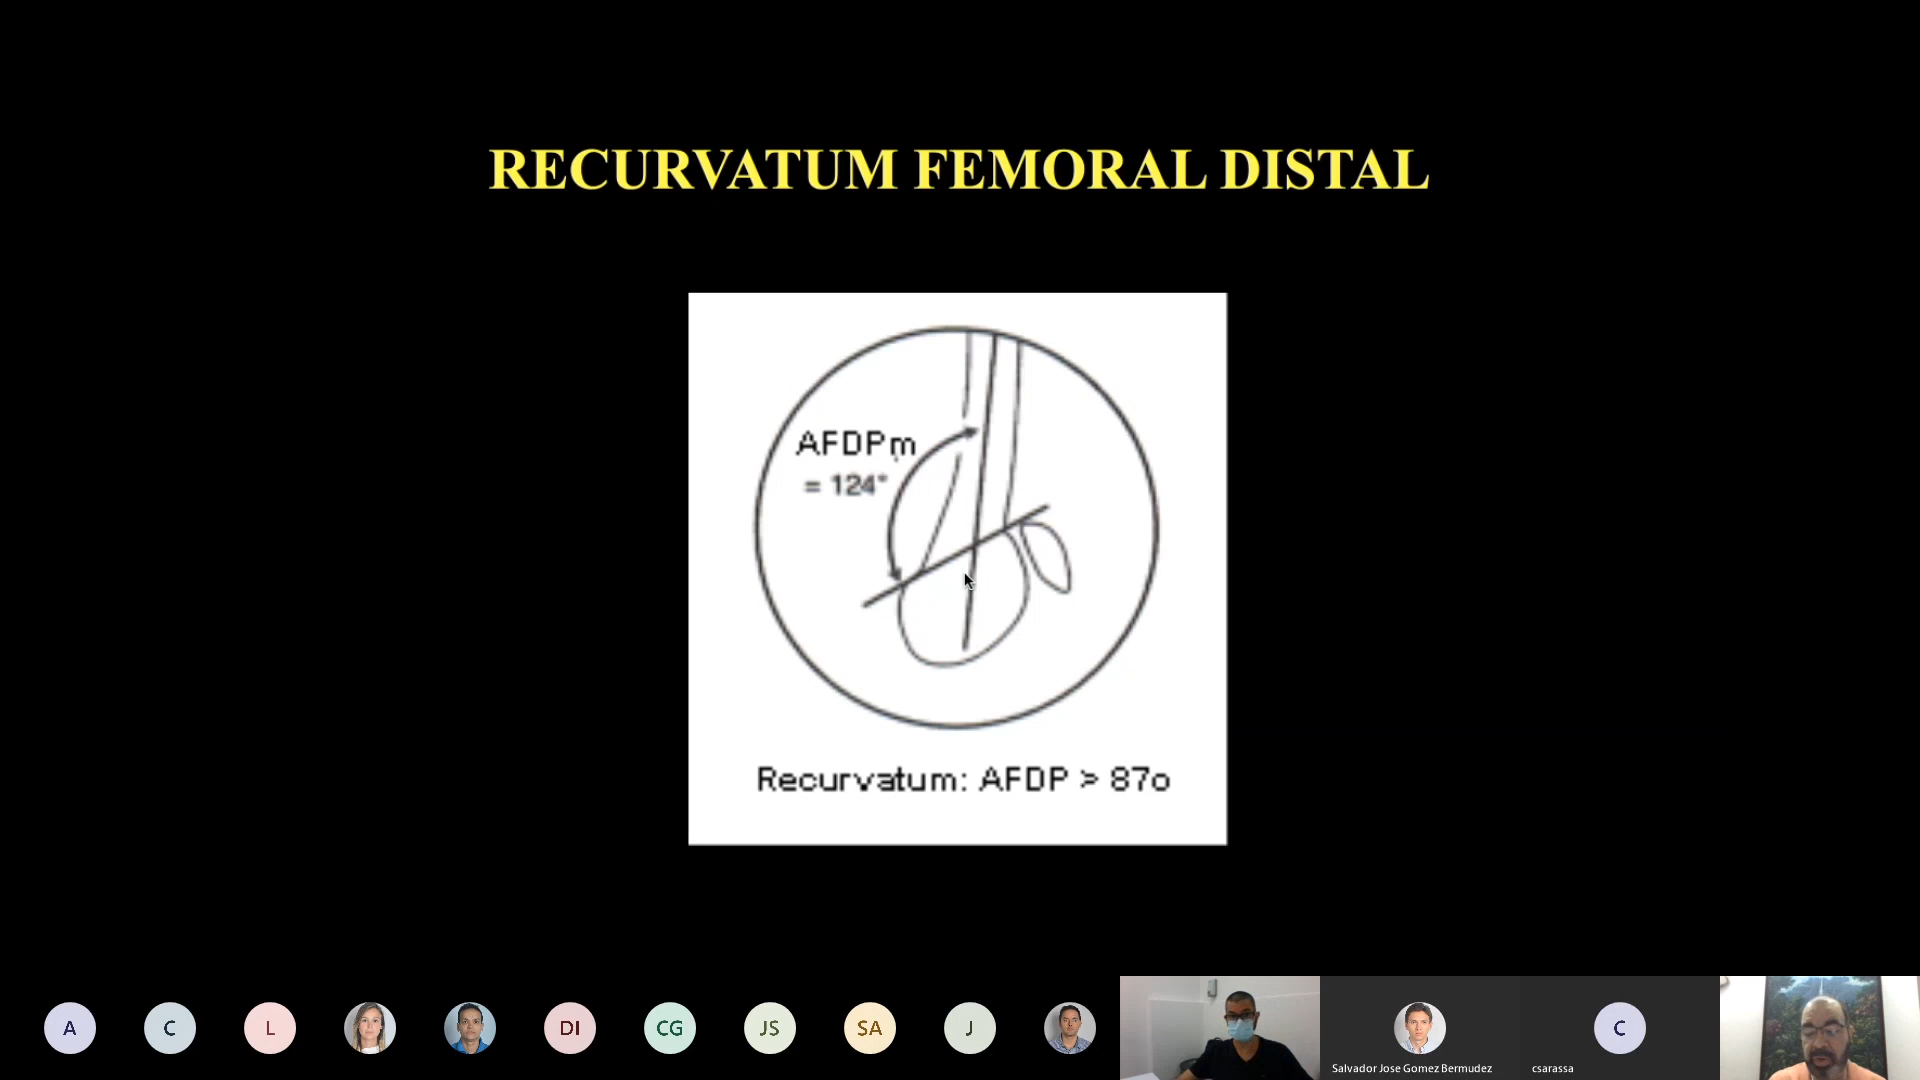 RECURVATUM FEMORAL DISTAL
AFDPm
= 124°
Recurvatum: AFDP > 87o
A
C
L
DI
CG
JS
SA
J
C
Salvador Jose Gomez Bermudez
csarassa